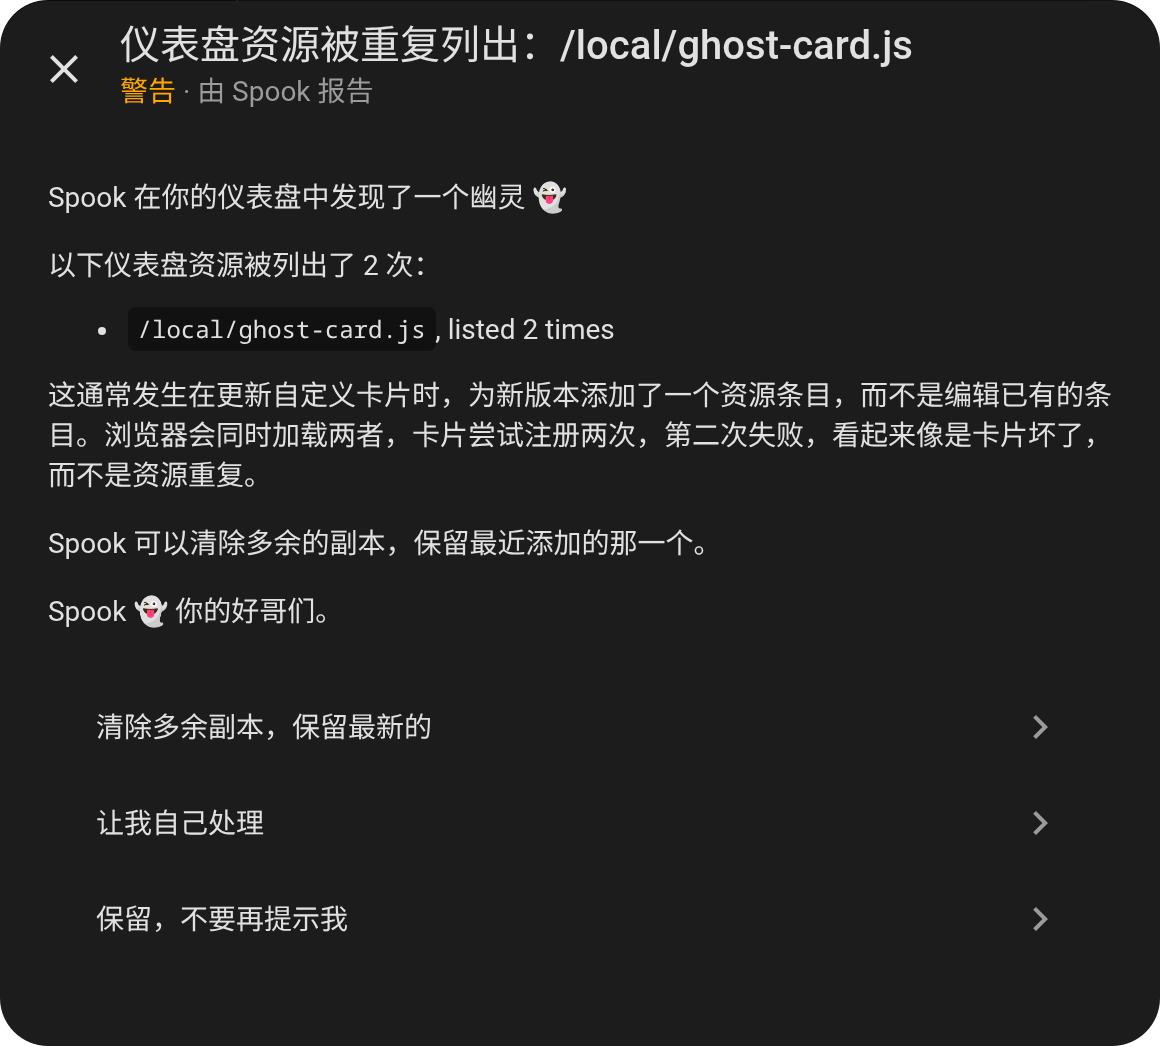 仪表盘资源被重复列出：/local/ghost-card.js
警告 · 由 Spook 报告
Spook 在你的仪表盘中发现了一个幽灵 👻
以下仪表盘资源被列出了 2 次：
• /local/ghost-card.js, listed 2 times
这通常发生在更新自定义卡片时，为新版本添加了一个资源条目，而不是编辑已有的条
目。浏览器会同时加载两者，卡片尝试注册两次，第二次失败，看起来像是卡片坏了，
而不是资源重复。
Spook 可以清除多余的副本，保留最近添加的那一个。
Spook 👻 你的好哥们。
清除多余副本，保留最新的
让我自己处理
保留，不要再提示我